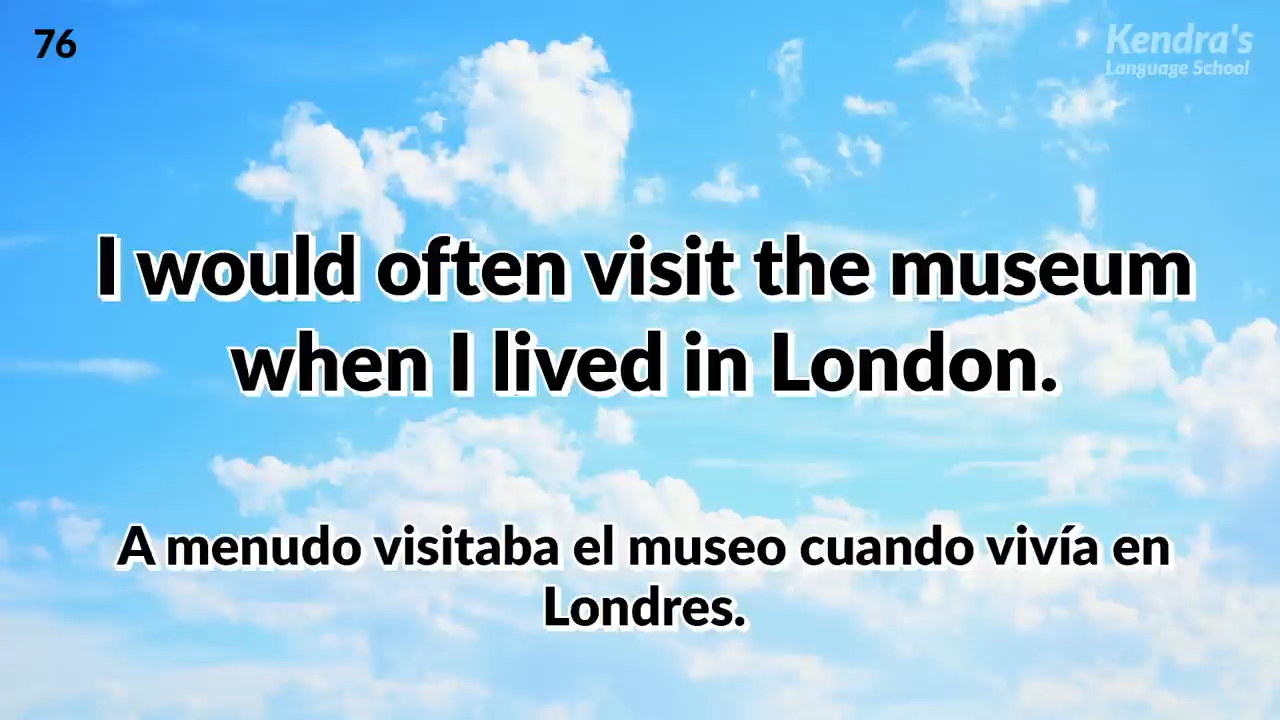 76
Kendra's
Language School
I would often visit the museum
when I lived in London.
A menudo visitaba el museo cuando vivía en
Londres.